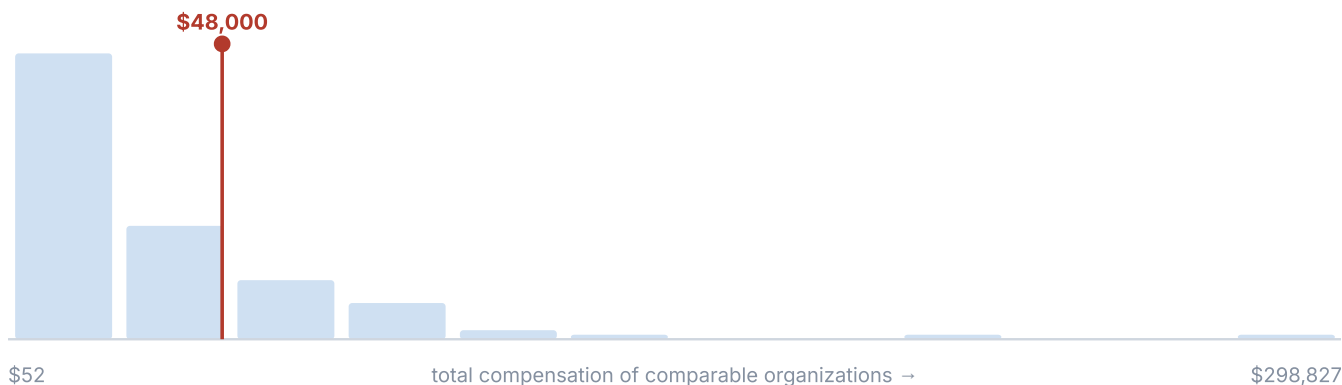 $48,000
$52
total compensation of comparable organizations →
$298,827